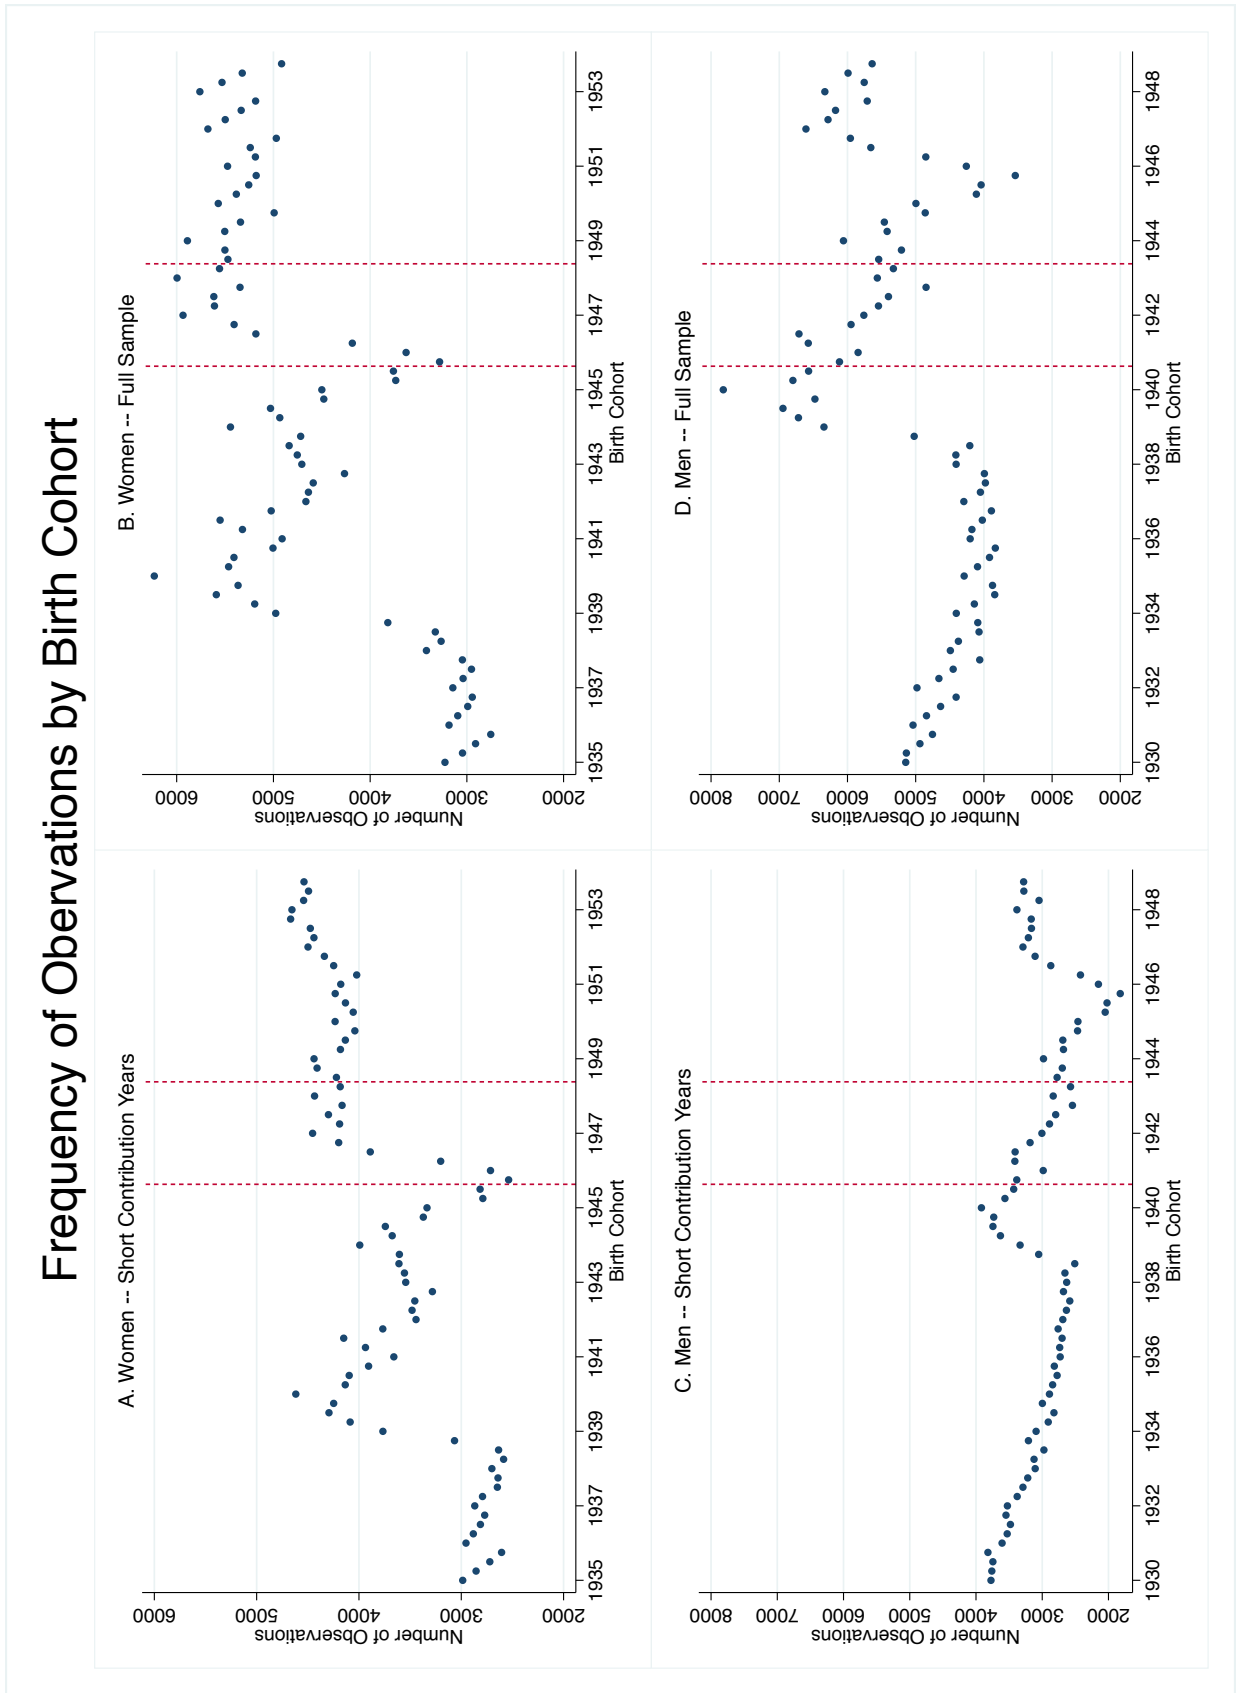 Frequency of Obervations by Birth Cohort
A. Women -- Short Contribution Years
Number of Observations
6000
5000
4000
3000
2000
1935 1937 1939 1941 1943 1945 1947 1949 1951 1953
Birth Cohort
B. Women -- Full Sample
Number of Observations
6000
5000
4000
3000
2000
1935 1937 1939 1941 1943 1945 1947 1949 1951 1953
Birth Cohort
C. Men -- Short Contribution Years
Number of Observations
8000
7000
6000
5000
4000
3000
2000
1930 1932 1934 1936 1938 1940 1942 1944 1946 1948
Birth Cohort
D. Men -- Full Sample
Number of Observations
8000
7000
6000
5000
4000
3000
2000
1930 1932 1934 1936 1938 1940 1942 1944 1946 1948
Birth Cohort